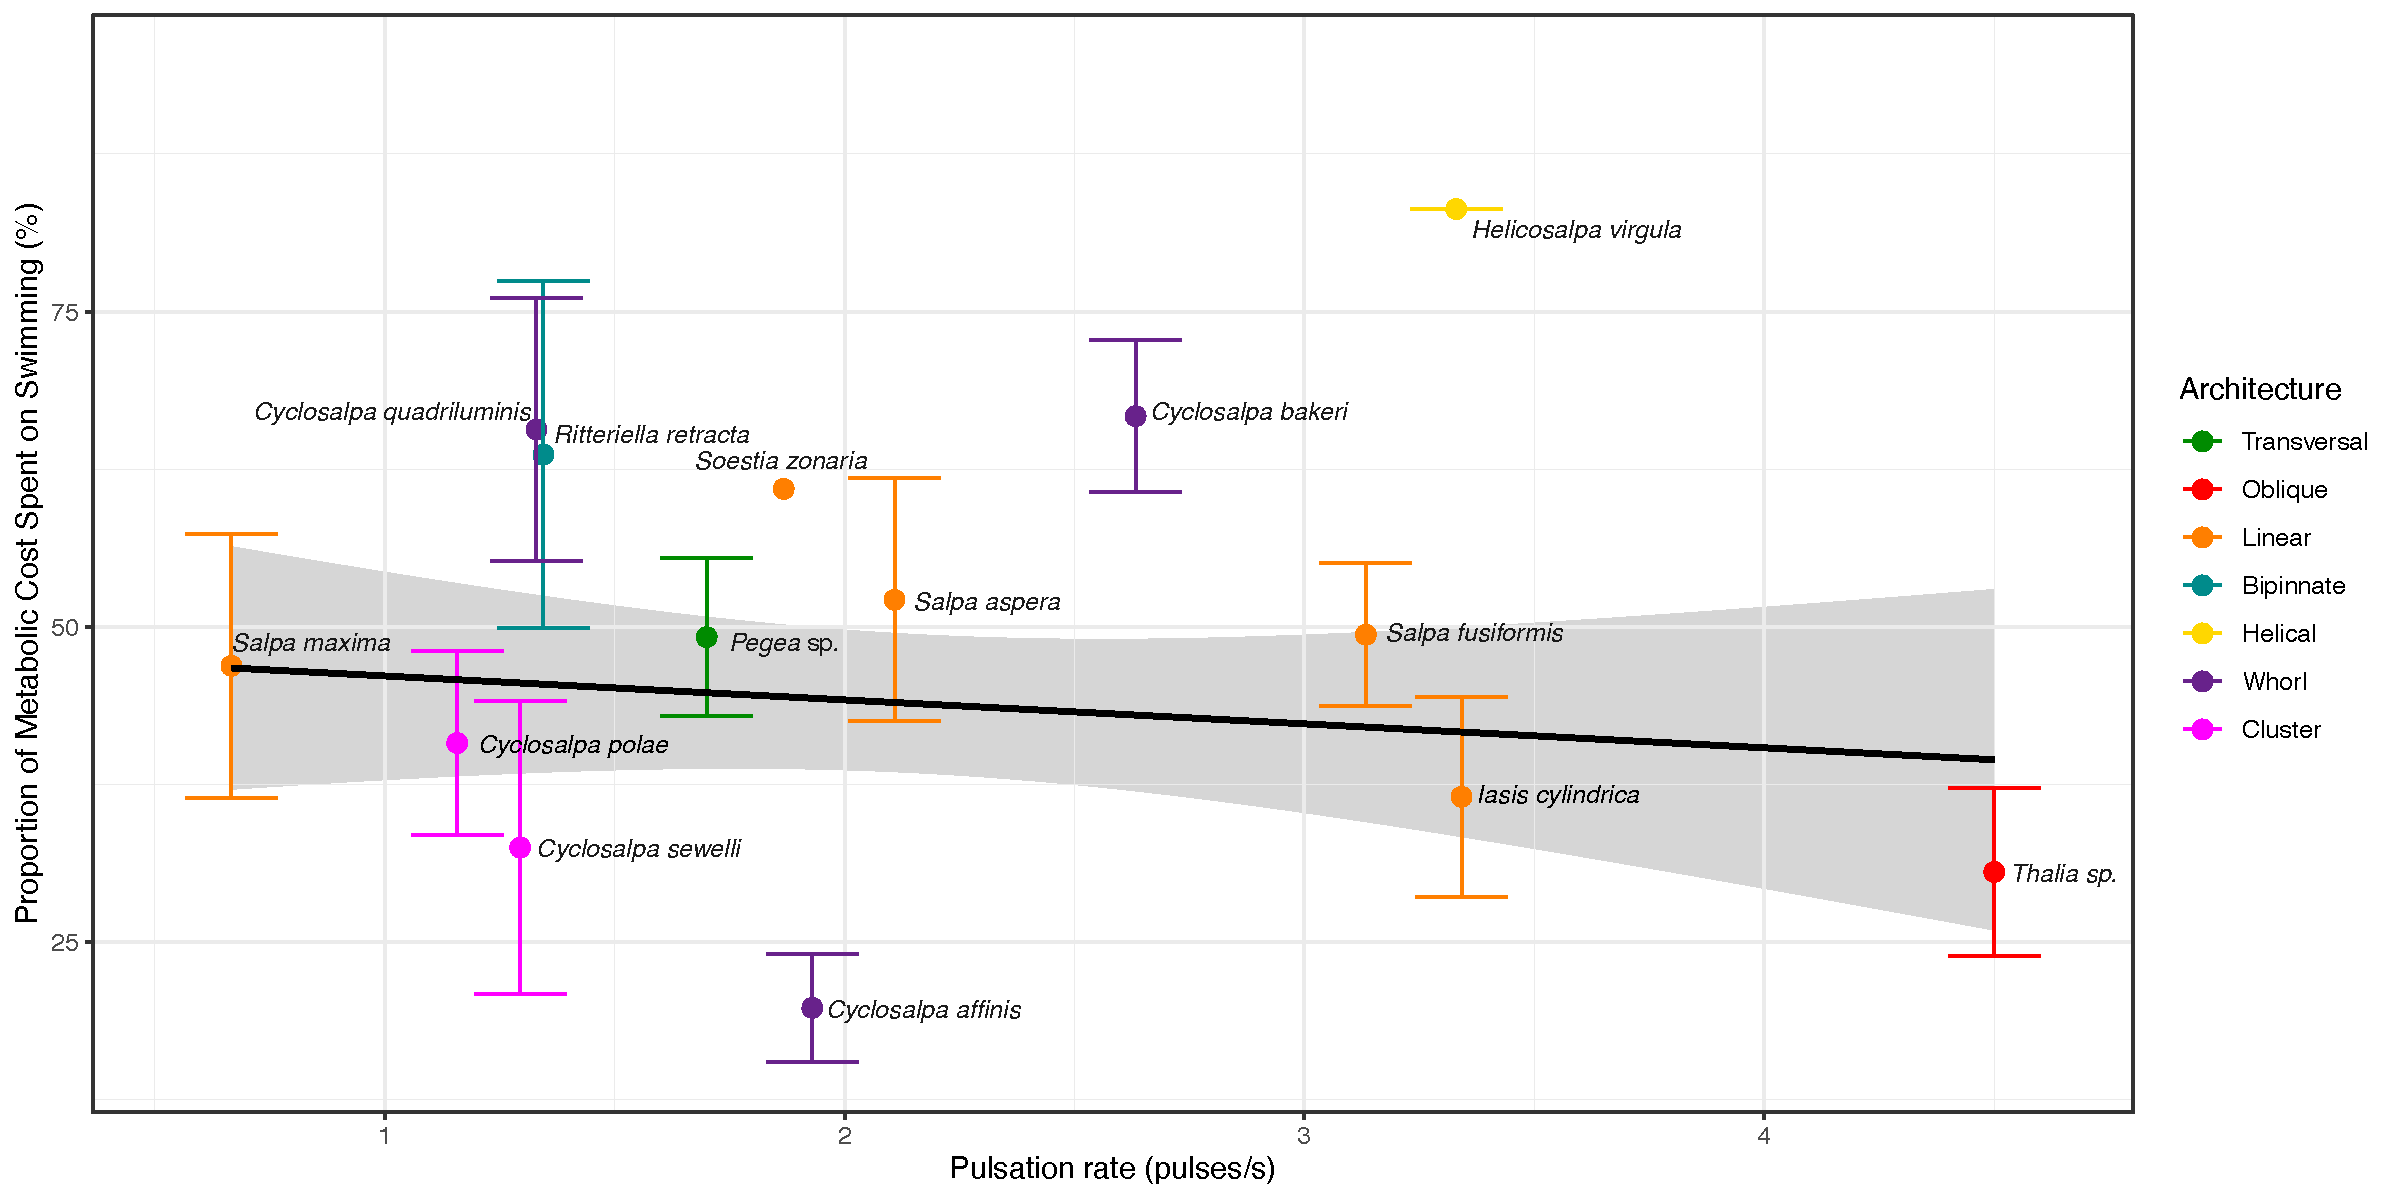 Proportion of Metabolic Cost Spent on Swimming (%)
75
50
25
Helicosalpa virgula
Cyclosalpa quadriluminis
Cyclosalpa bakeri
Ritteriella retracta
Soestia zonaria
Salpa aspera
Salpa fusiformis
Salpa maxima
Pegea sp.
Cyclosalpa polae
Iasis cylindrica
Cyclosalpa sewelli
Thalia sp.
Cyclosalpa affinis
1
2
3
4
Pulsation rate (pulses/s)
Architecture
Transversal
Oblique
Linear
Bipinnate
Helical
Whorl
Cluster